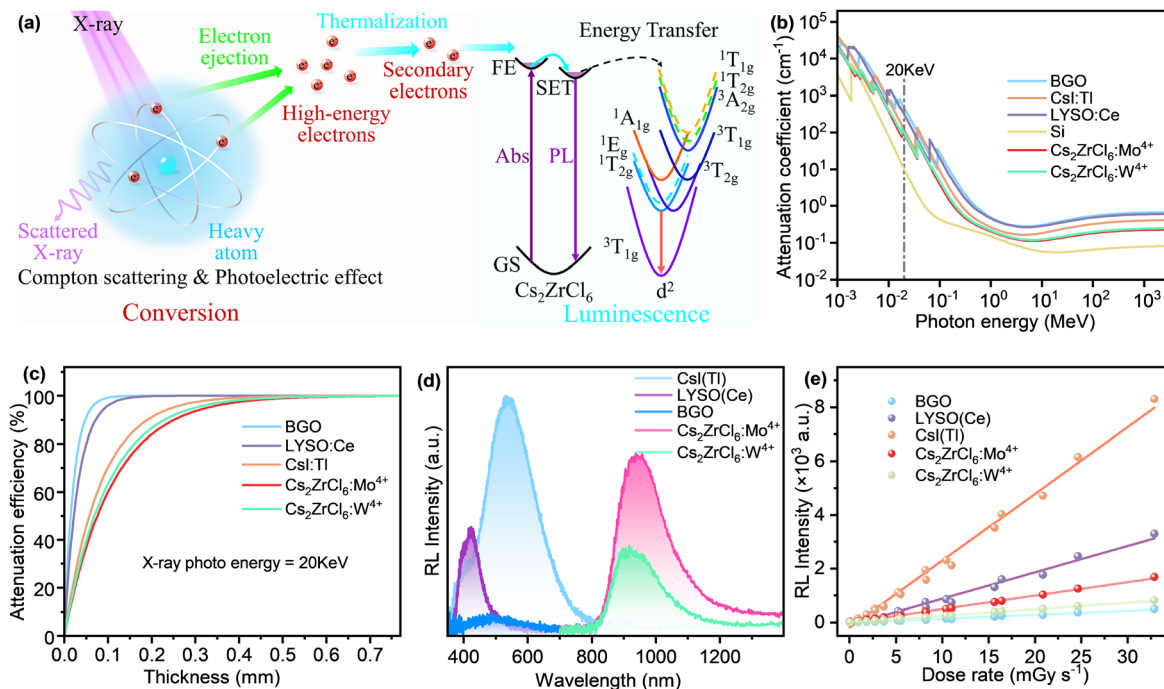 (a)
X-ray
Electron
ejection
Thermalization
e⁻
e⁻
e⁻
e⁻
e⁻
e⁻
e⁻
e⁻
e⁻
e⁻
High-energy
electrons
Secondary
electrons
Scattered
X-ray
Heavy
atom
Compton scattering & Photoelectric effect
Conversion
Energy Transfer
FE
SET
Abs
PL
GS
Cs₂ZrCl₆
¹T₁g
¹T₂g
³A₂g
¹A₁g
³T₁g
¹Eg
¹T₂g
³T₂g
³T₁g
d²
Luminescence
(b)
Attenuation coefficient (cm⁻¹)
10⁵
10⁴
10³
10²
10¹
10⁰
10⁻¹
10⁻²
20KeV
BGO
CsI:Tl
LYSO:Ce
Si
Cs₂ZrCl₆:Mo⁴⁺
Cs₂ZrCl₆:W⁴⁺
10⁻³ 10⁻² 10⁻¹ 10⁰ 10¹ 10² 10³
Photon energy (MeV)
(c)
Attenuation efficiency (%)
100
80
60
40
20
0
BGO
LYSO:Ce
CsI:Tl
Cs₂ZrCl₆:Mo⁴⁺
Cs₂ZrCl₆:W⁴⁺
X-ray photo energy = 20KeV
0.0 0.1 0.2 0.3 0.4 0.5 0.6 0.7
Thickness (mm)
(d)
RL Intensity (a.u.)
CsI(Tl)
LYSO(Ce)
BGO
Cs₂ZrCl₆:Mo⁴⁺
Cs₂ZrCl₆:W⁴⁺
400 600 800 1000 1200
Wavelength (nm)
(e)
RL Intensity (×10³ a.u.)
8
6
4
2
0
BGO
LYSO(Ce)
CsI(Tl)
Cs₂ZrCl₆:Mo⁴⁺
Cs₂ZrCl₆:W⁴⁺
0 5 10 15 20 25 30
Dose rate (mGy s⁻¹)